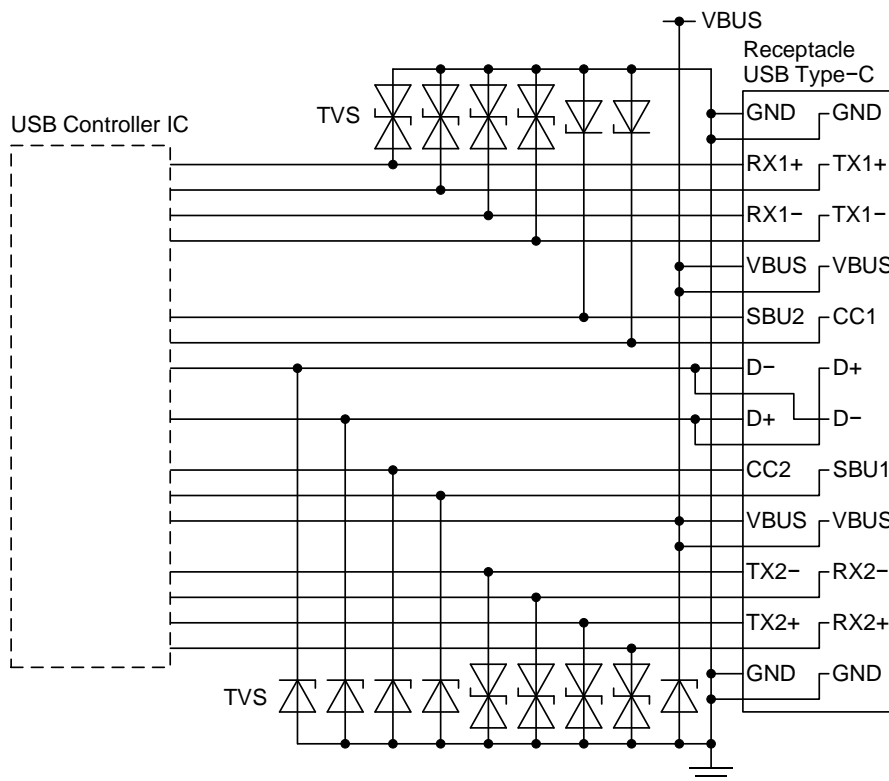 VBUS
Receptacle
USB Type−C
USB Controller IC
TVS
GND GND
RX1+ TX1+
RX1− TX1−
VBUS VBUS
SBU2 CC1
D− D+
D+ D−
CC2 SBU1
VBUS VBUS
TX2− RX2−
TX2+ RX2+
GND GND
TVS